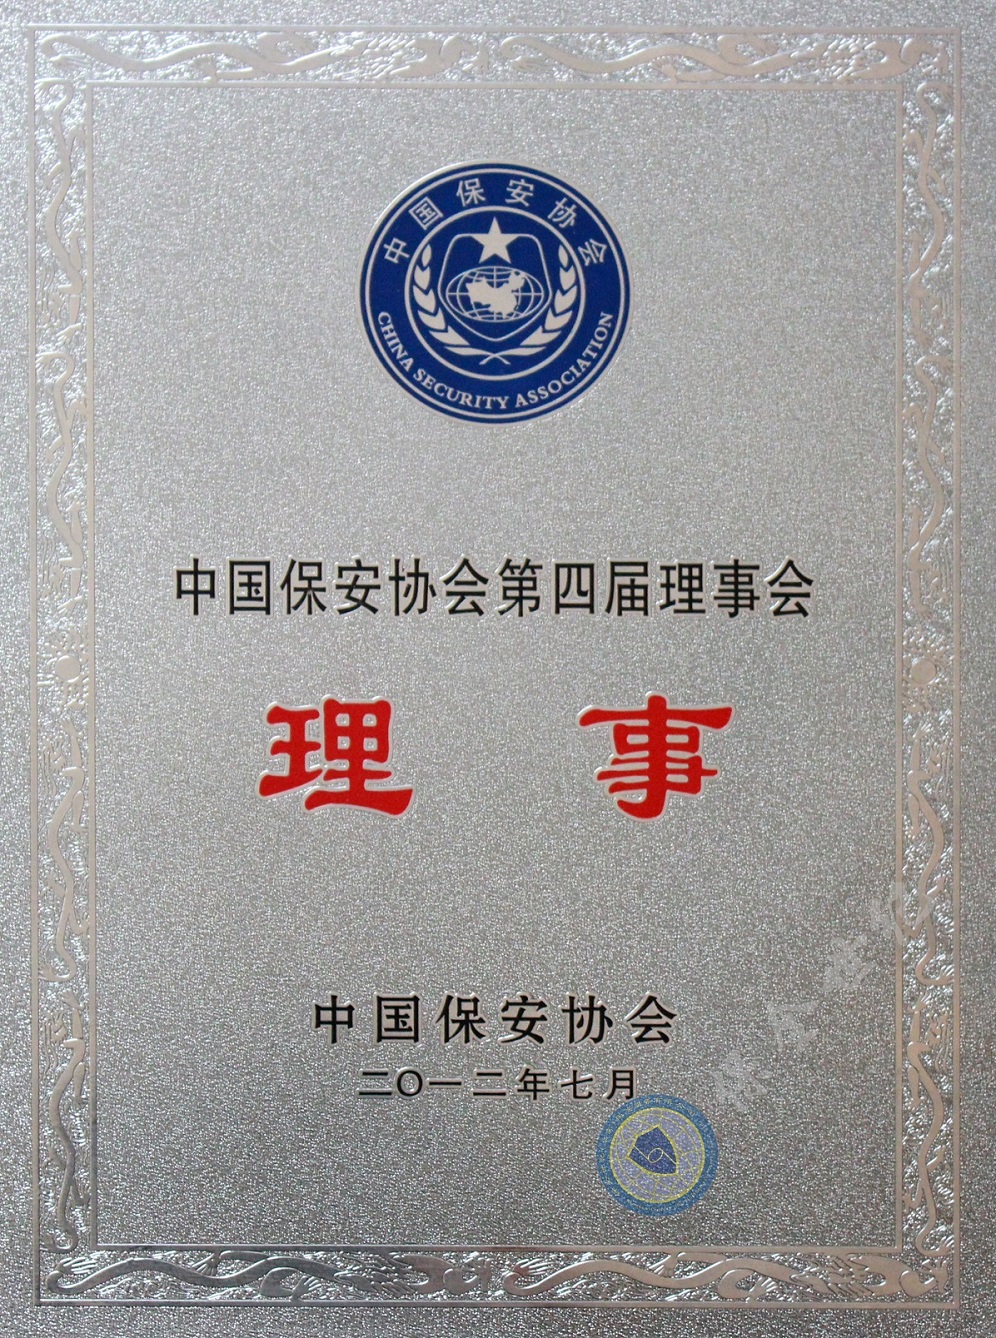 中国保安协会
CHINA SECURITY ASSOCIATION
中国保安协会第四届理事会
理 事
中国保安协会
二〇一二年七月